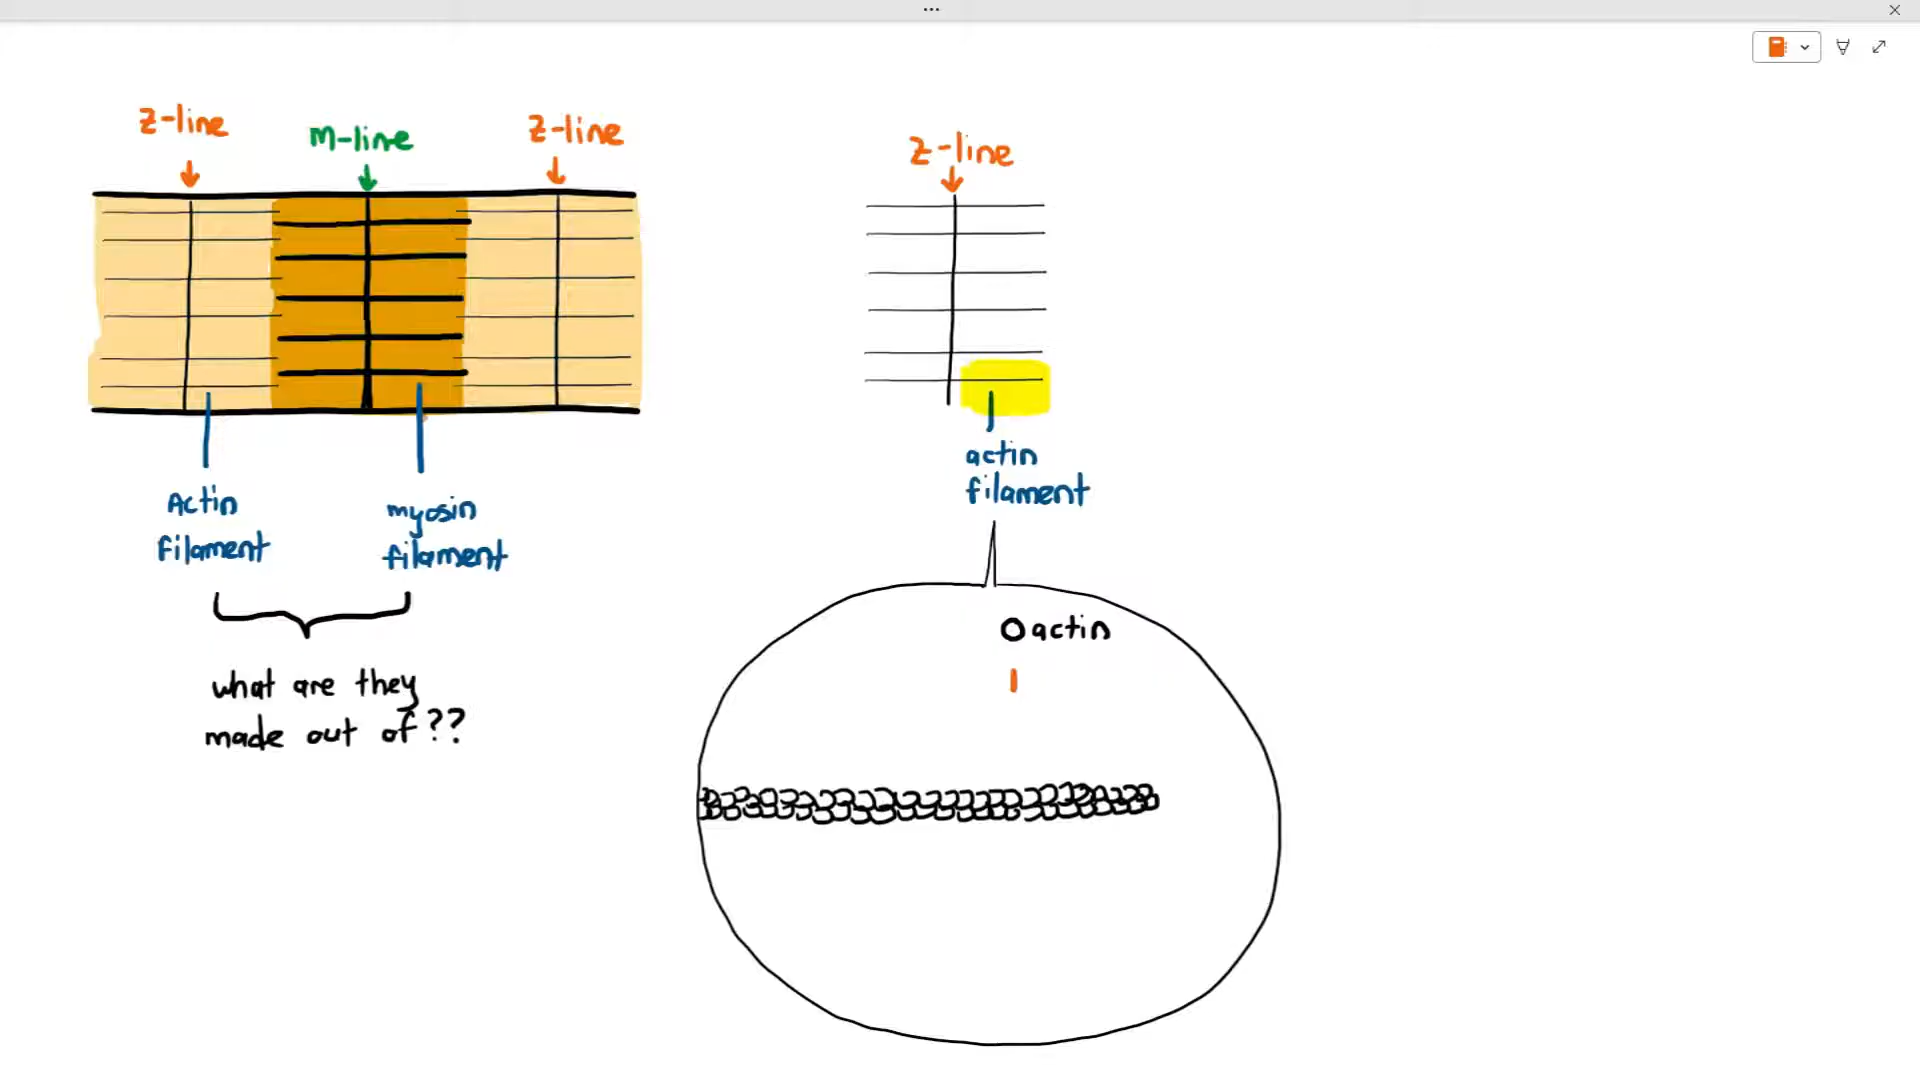 Z-line
M-line
Z-line
Actin
filament
myosin
filament
what are they
made out of??
Z-line
actin
filament
actin